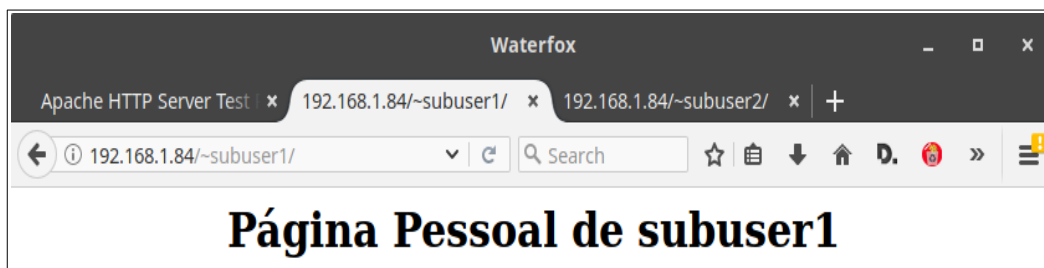 Waterfox
Apache HTTP Server Test
192.168.1.84/~subuser1/
192.168.1.84/~subuser2/
192.168.1.84/~subuser1/
Search
D.
Página Pessoal de subuser1